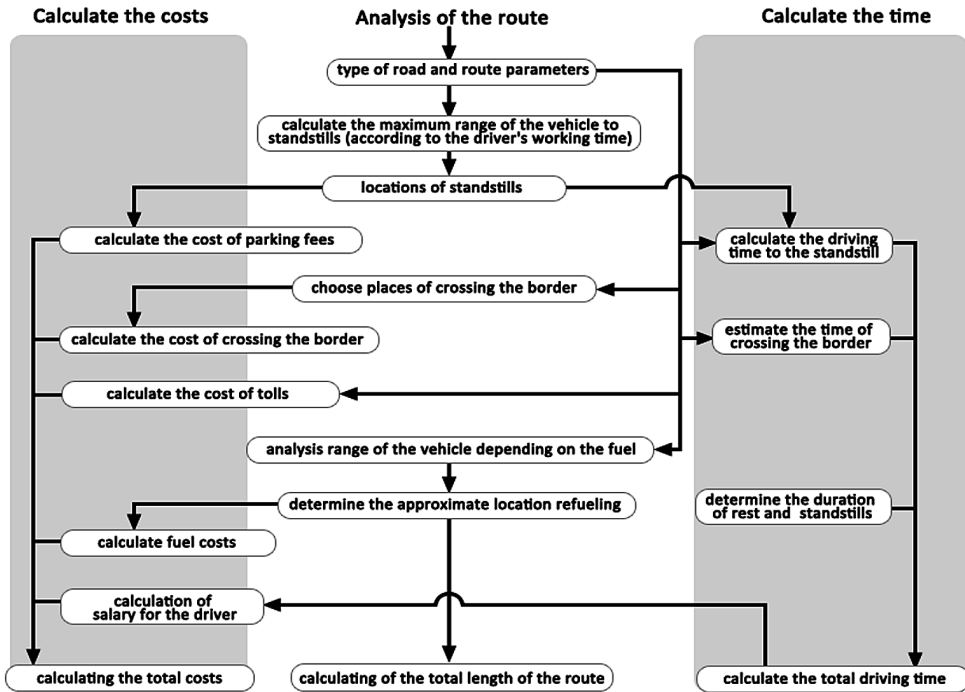 Calculate the costs
Analysis of the route
Calculate the time
type of road and route parameters
calculate the maximum range of the vehicle to
standstills (according to the driver's working time)
locations of standstills
calculate the cost of parking fees
calculate the driving
time to the standstill
choose places of crossing the border
calculate the cost of crossing the border
estimate the time of
crossing the border
calculate the cost of tolls
analysis range of the vehicle depending on the fuel
determine the approximate location refueling
determine the duration
of rest and standstills
calculate fuel costs
calculation of
salary for the driver
calculating the total costs
calculating of the total length of the route
calculate the total driving time